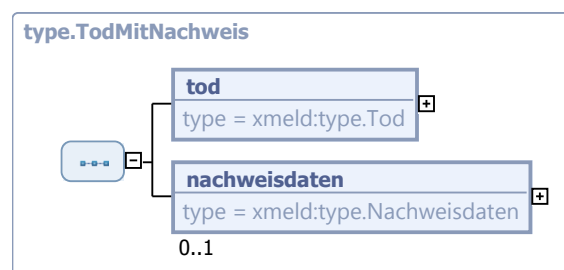 type.TodMitNachweis
tod
type = xmeld:type.Tod
nachweisdaten
type = xmeld:type.Nachweisdaten
0..1